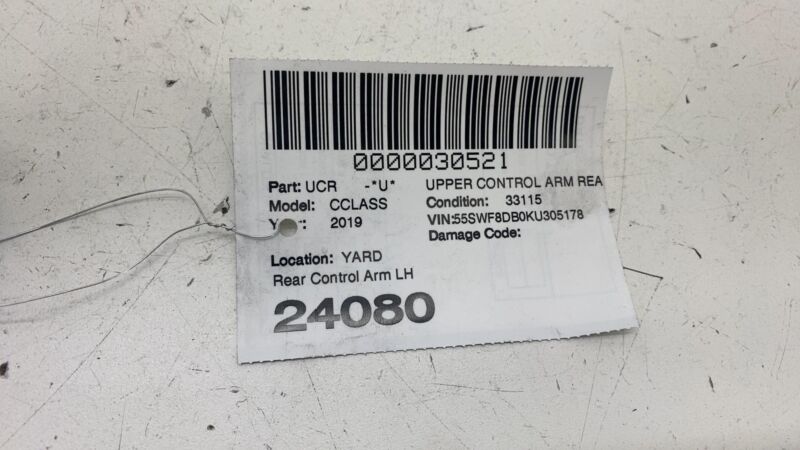 0000030521
Part: UCR -*U* UPPER CONTROL ARM REA
Model: CCLASS Condition: 33115
2019 VIN:55SWF8DB0KU305178
Damage Code:
Location: YARD
Rear Control Arm LH
24080